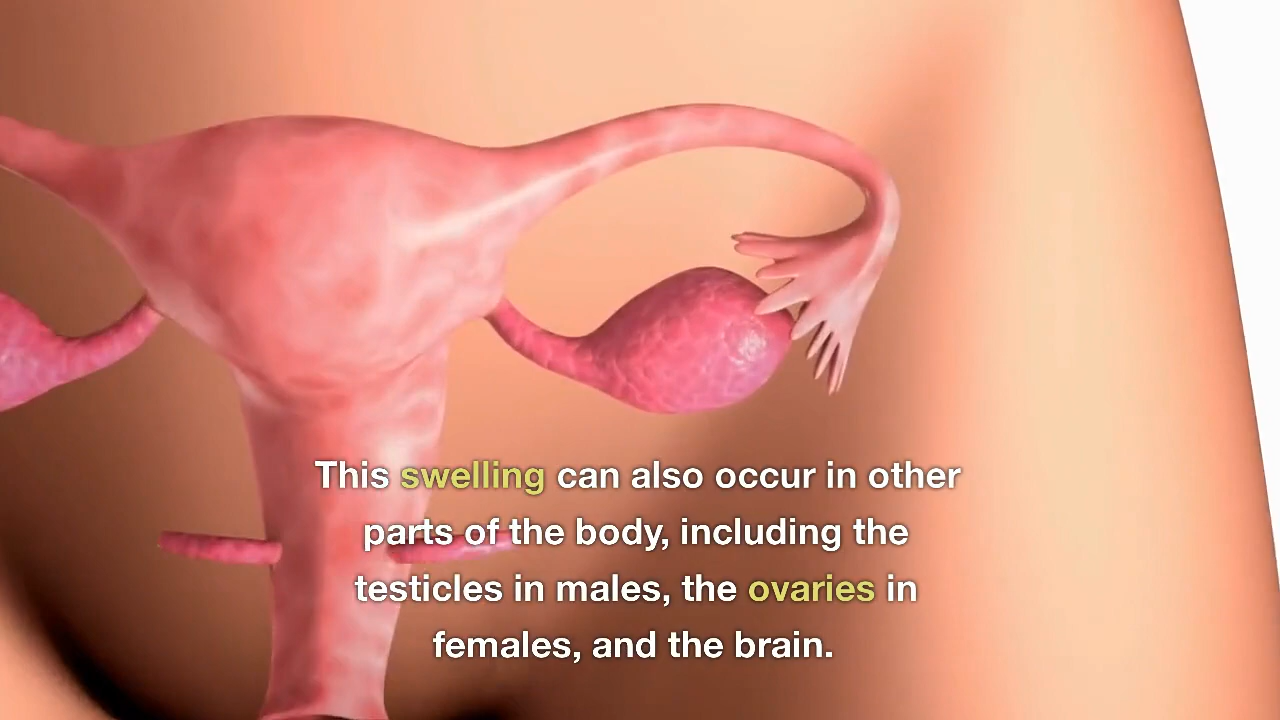 This swelling can also occur in other
parts of the body, including the
testicles in males, the ovaries in
females, and the brain.